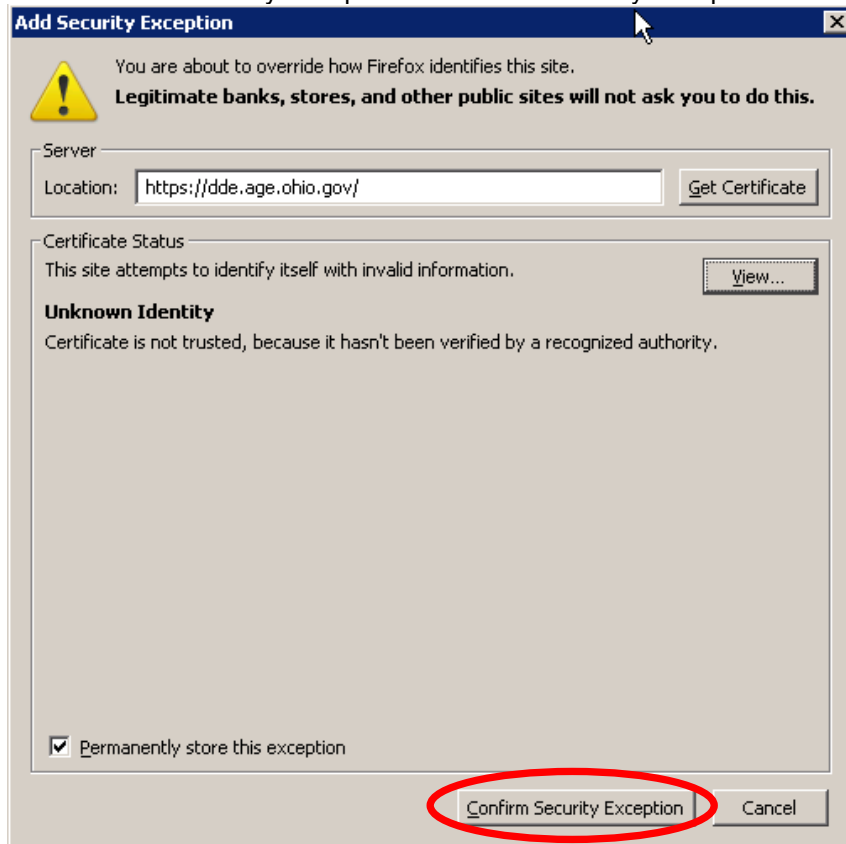 Add Security Exception
You are about to override how Firefox identifies this site.
Legitimate banks, stores, and other public sites will not ask you to do this.
Server
Location: https://dde.age.ohio.gov/ Get Certificate
Certificate Status
This site attempts to identify itself with invalid information. View...
Unknown Identity
Certificate is not trusted, because it hasn't been verified by a recognized authority.
Permanently store this exception
Confirm Security Exception Cancel